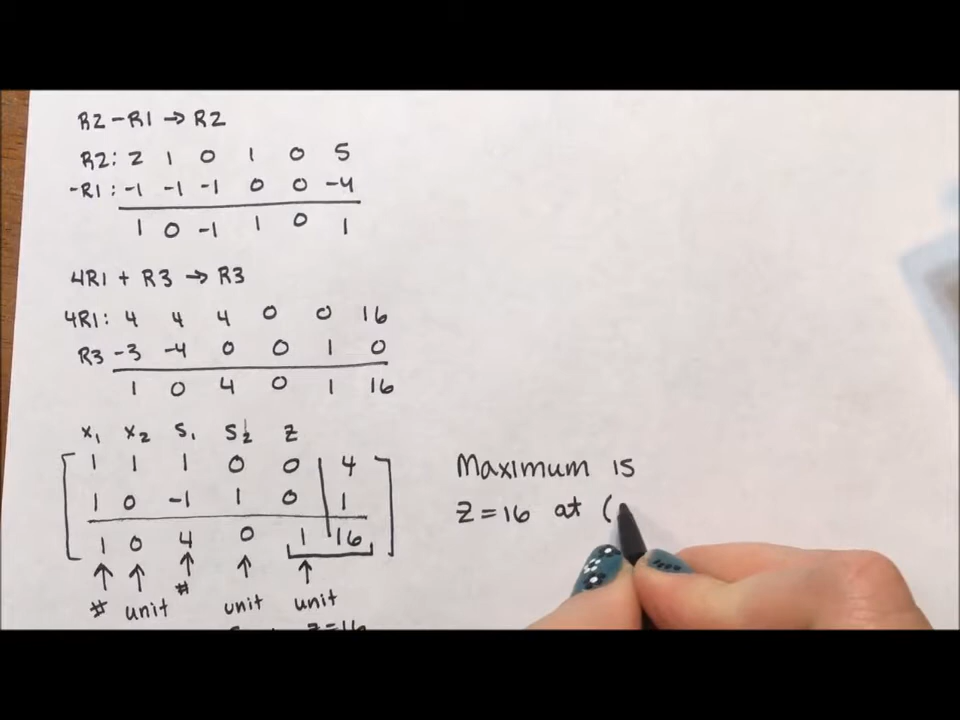 R2 - R1 → R2
R2: 2 1 0 1 0 5
-R1: -1 -1 -1 0 0 -4
1 0 -1 1 0 1
4R1 + R3 → R3
4R1: 4 4 4 0 0 16
R3 -3 -4 0 0 1 0
1 0 4 0 1 16
x₁ x₂ s₁ s₂ z
1 1 1 0 0 4
1 0 -1 1 0 1
1 0 4 0 1 16
# unit # unit unit
z=16
Maximum is
z = 16 at (